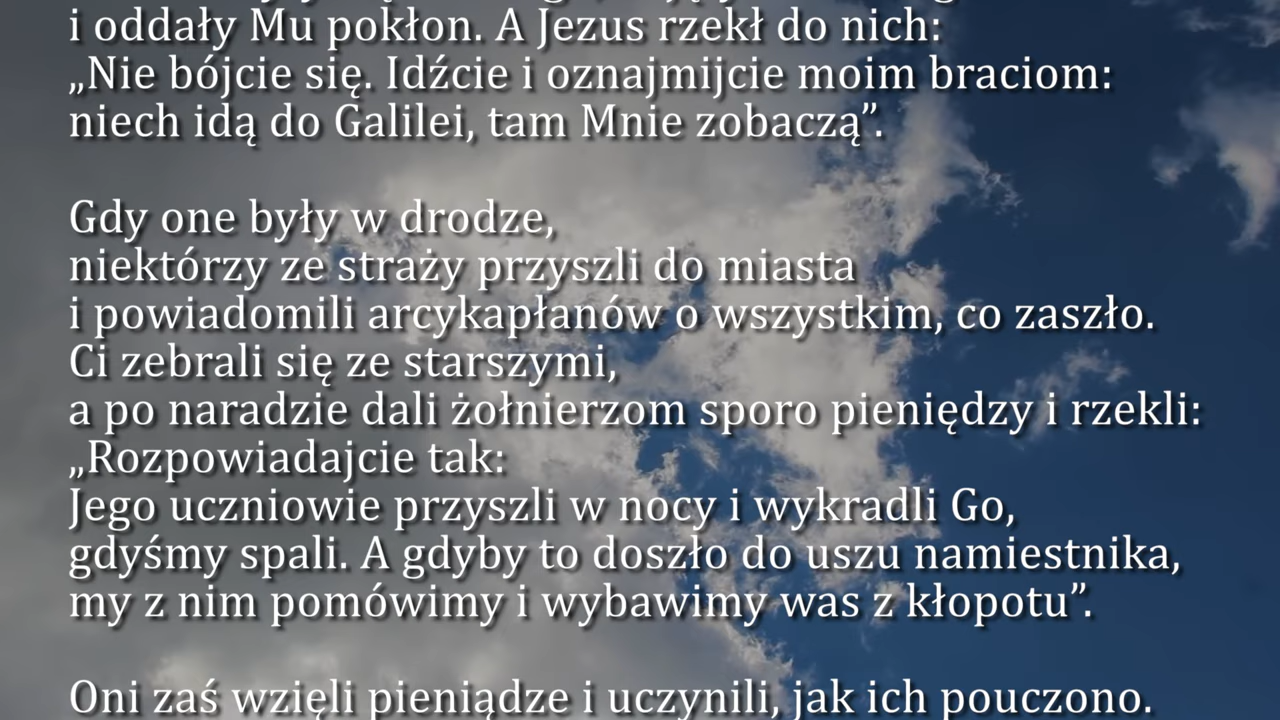 i oddały Mu pokłon. A Jezus rzekł do nich:
„Nie bójcie się. Idźcie i oznajmijcie moim braciom:
niech idą do Galilei, tam Mnie zobaczą”.
Gdy one były w drodze,
niektórzy ze straży przyszli do miasta
i powiadomili arcykapłanów o wszystkim, co zaszło.
Ci zebrali się ze starszymi,
a po naradzie dali żołnierzom sporo pieniędzy i rzekli:
„Rozpowiadajcie tak:
Jego uczniowie przyszli w nocy i wykradli Go,
gdyśmy spali. A gdyby to doszło do uszu namiestnika,
my z nim pomówimy i wybawimy was z kłopotu”.
Oni zaś wzięli pieniądze i uczynili, jak ich pouczono.